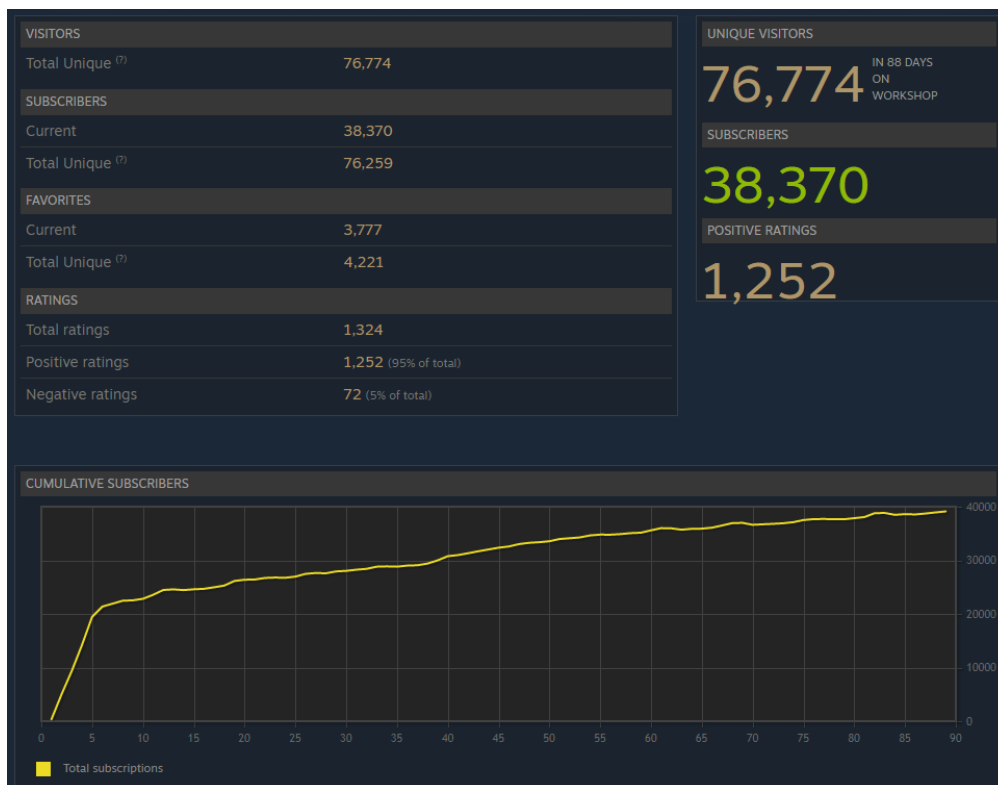 VISITORS
Total Unique (?) 76,774
SUBSCRIBERS
Current 38,370
Total Unique (?) 76,259
FAVORITES
Current 3,777
Total Unique (?) 4,221
RATINGS
Total ratings 1,324
Positive ratings 1,252 (95% of total)
Negative ratings 72 (5% of total)
UNIQUE VISITORS
76,774
IN 88 DAYS
ON
WORKSHOP
SUBSCRIBERS
38,370
POSITIVE RATINGS
1,252
CUMULATIVE SUBSCRIBERS
40000
30000
20000
10000
0
0 5 10 15 20 25 30 35 40 45 50 55 60 65 70 75 80 85 90
Total subscriptions